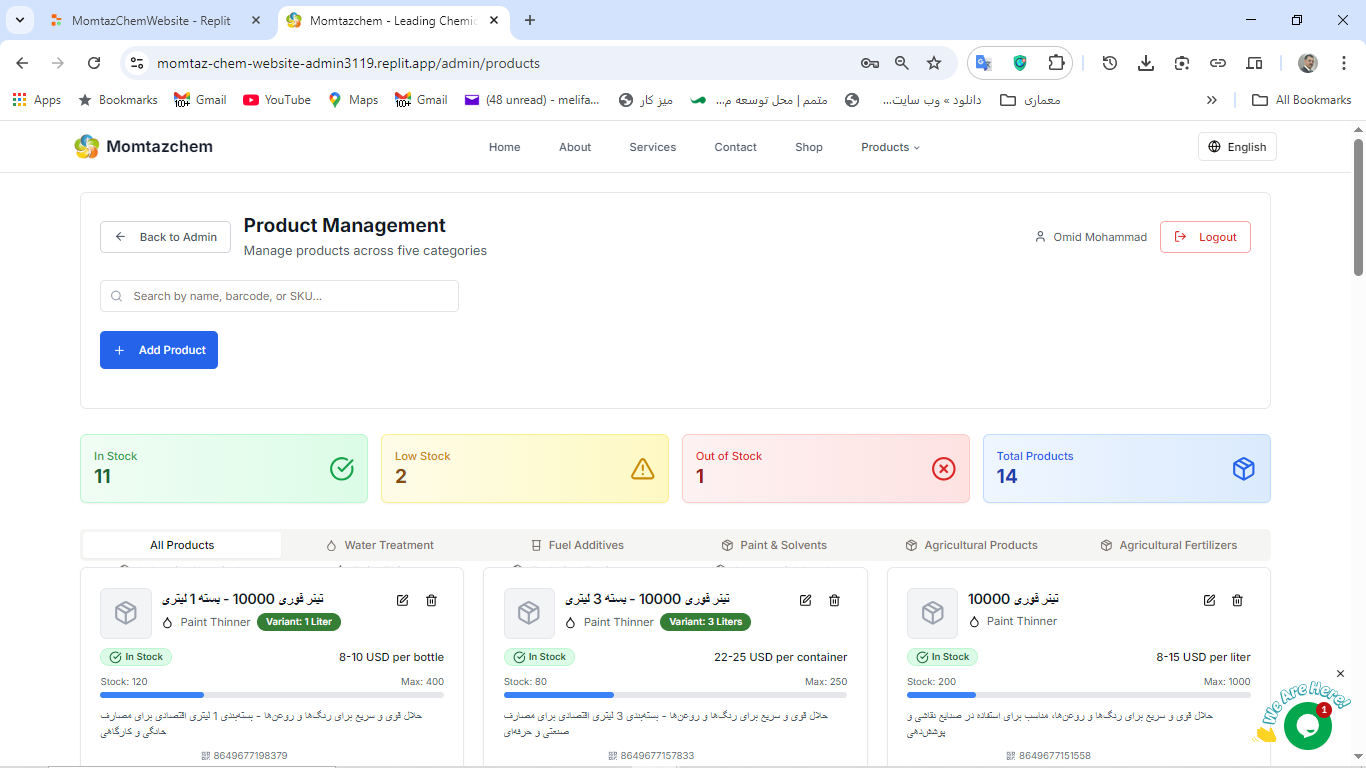 MomtazChemWebsite - Replit
Momtazchem - Leading Chemic
momtaz-chem-website-admin3119.replit.app/admin/products
Apps
Bookmarks
Gmail
YouTube
Maps
Gmail
(48 unread) - melifa...
میز کار
متمم | محل توسعه م...
دانلود » وب سایت...
معماری
All Bookmarks
Momtazchem
Home
About
Services
Contact
Shop
Products
English
Back to Admin
Product Management
Manage products across five categories
Omid Mohammad
Logout
Search by name, barcode, or SKU...
Add Product
In Stock
11
Low Stock
2
Out of Stock
1
Total Products
14
All Products
Water Treatment
Fuel Additives
Paint & Solvents
Agricultural Products
Agricultural Fertilizers
تینر فوری 10000 - بسته 1 لیتری
Paint Thinner
Variant: 1 Liter
In Stock
8-10 USD per bottle
Stock: 120
Max: 400
حلال قوی و سریع برای رنگ‌ها و روغن‌ها - بسته‌بندی 1 لیتری اقتصادی برای مصارف
خانگی و کارگاهی
8649677198379
تینر فوری 10000 - بسته 3 لیتری
Paint Thinner
Variant: 3 Liters
In Stock
22-25 USD per container
Stock: 80
Max: 250
حلال قوی و سریع برای رنگ‌ها و روغن‌ها - بسته‌بندی 3 لیتری اقتصادی برای مصارف
صنعتی و حرفه‌ای
8649677157833
تینر فوری 10000
Paint Thinner
In Stock
8-15 USD per liter
Stock: 200
Max: 1000
حلال قوی و سریع برای رنگ‌ها و روغن‌ها، مناسب برای استفاده در صنایع نقاشی و
پوشش‌دهی
8649677151558
We Are Here!
1